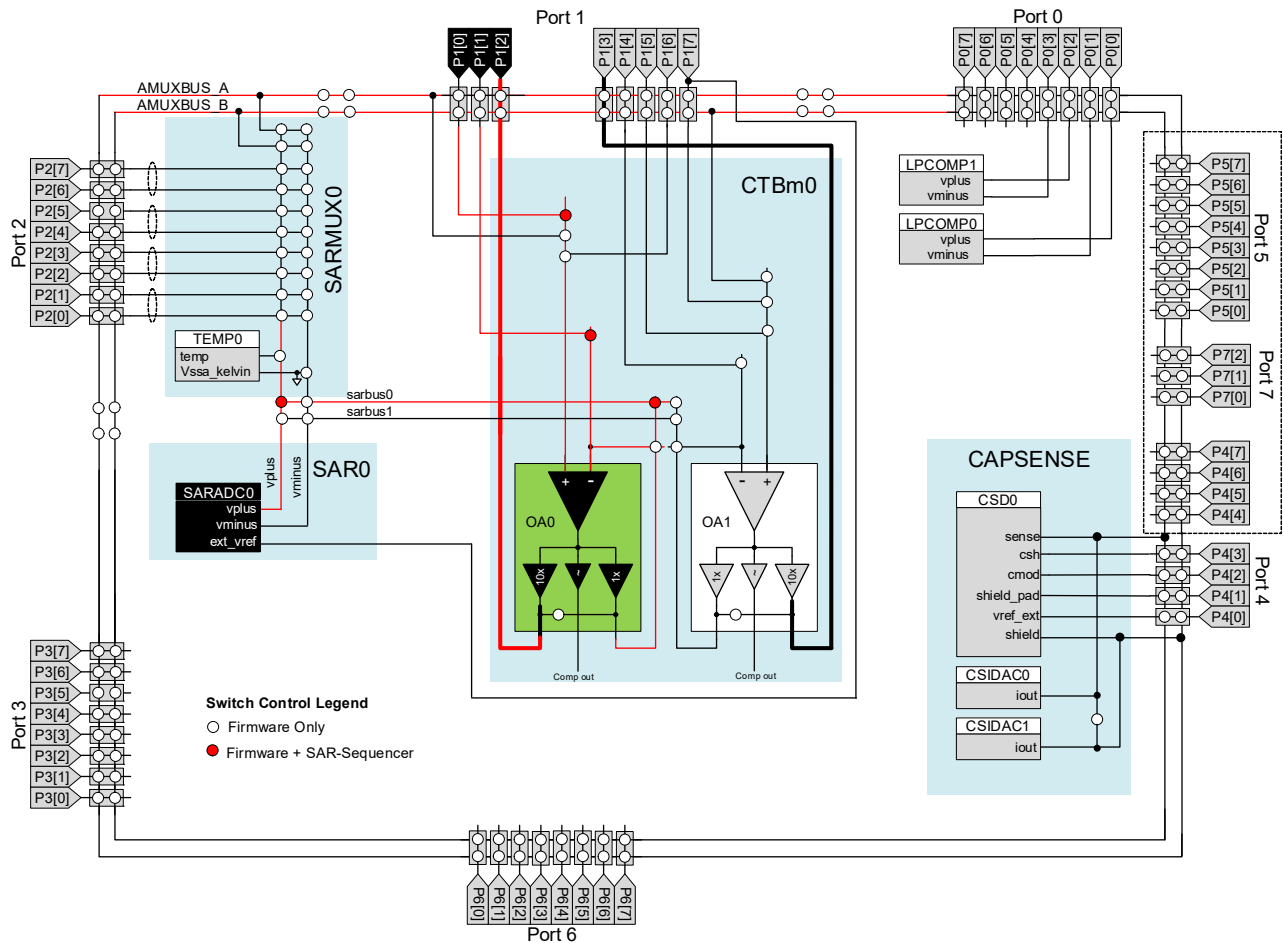 Port 1
Port 0
P1[0]
P1[1]
P1[2]
P1[3]
P1[4]
P1[5]
P1[6]
P1[7]
P0[7]
P0[6]
P0[5]
P0[4]
P0[3]
P0[2]
P0[1]
P0[0]
AMUXBUS_A
AMUXBUS_B
Port 2
P2[7]
P2[6]
P2[5]
P2[4]
P2[3]
P2[2]
P2[1]
P2[0]
SARMUX0
TEMP0
temp
Vssa_kelvin
sarbus0
sarbus1
vplus
vminus
SAR0
SARADC0
vplus
vminus
ext_vref
CTBm0
+
-
OA0
10x
~
1x
Comp out
-
+
OA1
1x
~
10x
Comp out
LPCOMP1
vplus
vminus
LPCOMP0
vplus
vminus
P5[7]
P5[6]
P5[5]
P5[4]
P5[3]
P5[2]
P5[1]
P5[0]
Port 5
P7[2]
P7[1]
P7[0]
Port 7
P4[7]
P4[6]
P4[5]
P4[4]
P4[3]
P4[2]
P4[1]
P4[0]
Port 4
CAPSENSE
CSD0
sense
csh
cmod
shield_pad
vref_ext
shield
CSIDAC0
iout
CSIDAC1
iout
Port 3
P3[7]
P3[6]
P3[5]
P3[4]
P3[3]
P3[2]
P3[1]
P3[0]
Switch Control Legend
Firmware Only
Firmware + SAR-Sequencer
P6[0]
P6[1]
P6[2]
P6[3]
P6[4]
P6[5]
P6[6]
P6[7]
Port 6